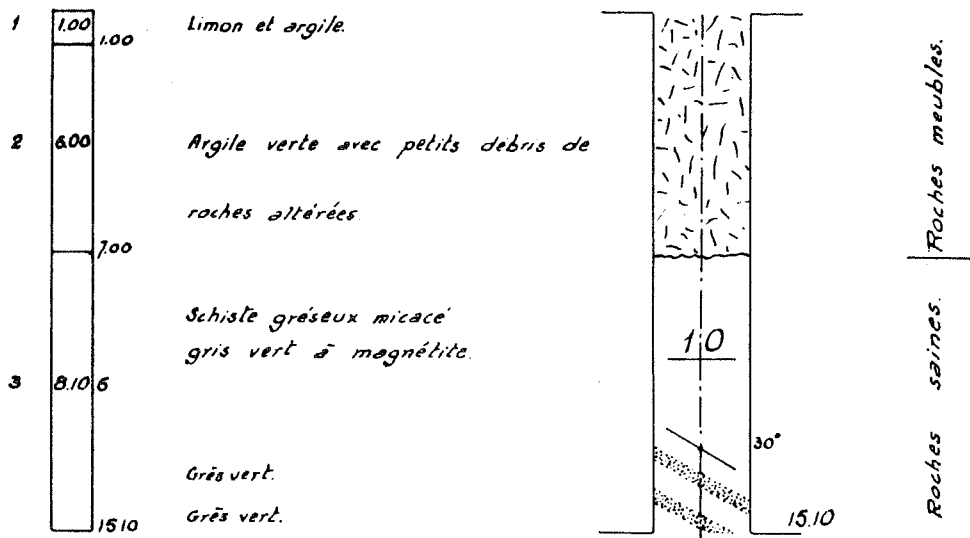 1 1.00 Limon et argile.
1.00
2 6.00 Argile verte avec petits débris de
roches altérées.
7.00
Schiste gréseux micacé
gris vert à magnétite.
3 8.10 6
Grès vert.
Grès vert.
15.10
10
30°
15.10
Roches meubles.
Roches saines.